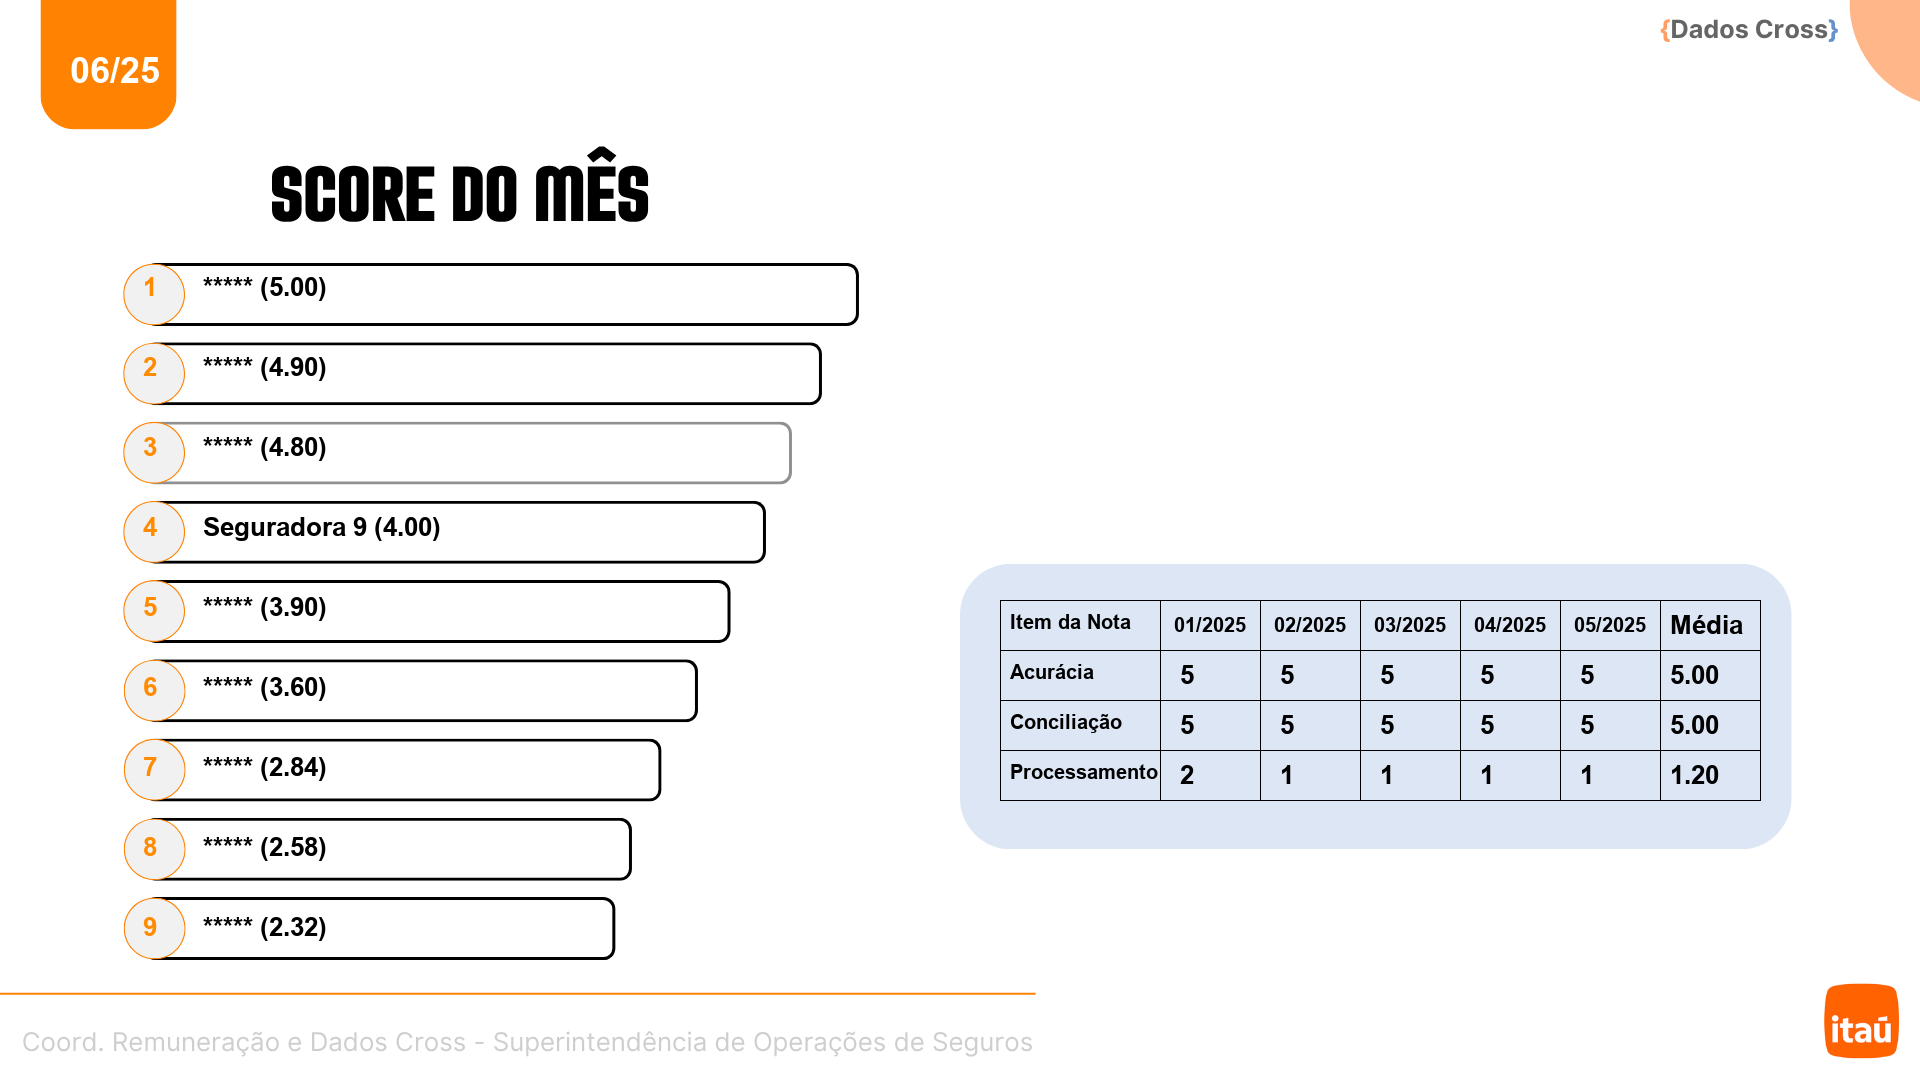 06/25
{Dados Cross}
SCORE DO MÊS
1 ***** (5.00)
2 ***** (4.90)
3 ***** (4.80)
4 Seguradora 9 (4.00)
5 ***** (3.90)
6 ***** (3.60)
7 ***** (2.84)
8 ***** (2.58)
9 ***** (2.32)
Item da Nota 01/2025 02/2025 03/2025 04/2025 05/2025 Média
Acurácia 5 5 5 5 5 5.00
Conciliação 5 5 5 5 5 5.00
Processamento 2 1 1 1 1 1.20
Coord. Remuneração e Dados Cross - Superintendência de Operações de Seguros
itaú